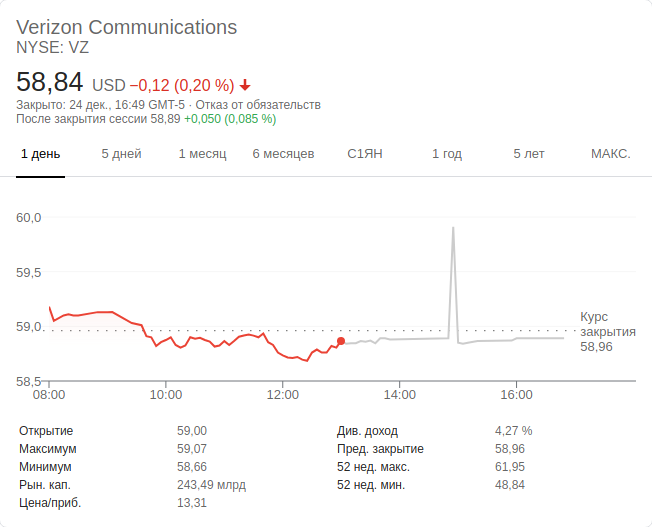 Verizon Communications
NYSE: VZ
58,84 USD −0,12 (0,20 %)
Закрыто: 24 дек., 16:49 GMT-5 · Отказ от обязательств
После закрытия сессии 58,89 +0,050 (0,085 %)
1 день 5 дней 1 месяц 6 месяцев С1ЯН 1 год 5 лет МАКС.
60,0
59,5
59,0
58,5
Курс
закрытия
58,96
08:00 10:00 12:00 14:00 16:00
Открытие 59,00 Див. доход 4,27 %
Максимум 59,07 Пред. закрытие 58,96
Минимум 58,66 52 нед. макс. 61,95
Рын. кап. 243,49 млрд 52 нед. мин. 48,84
Цена/приб. 13,31